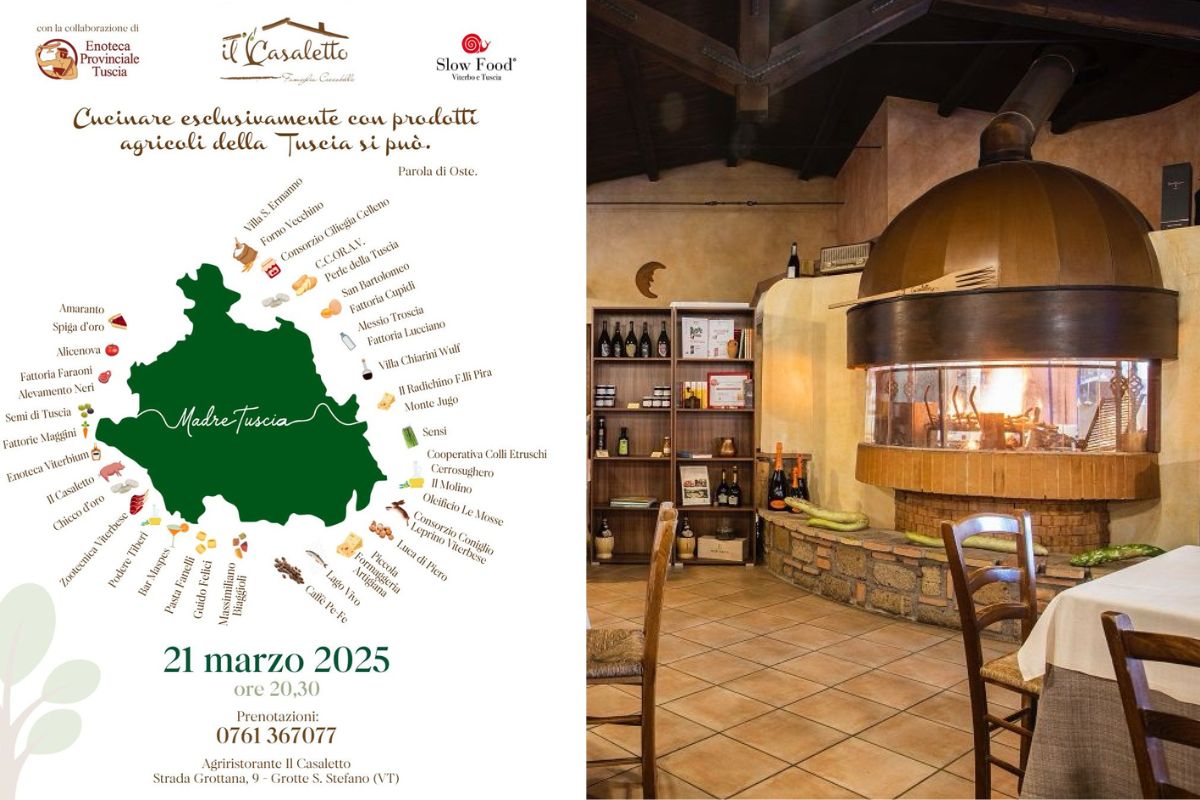 con la collaborazione di
Enoteca
Provinciale
Tuscia
il Casaletto
Famiglia Ceccobello
Slow Food®
Viterbo e Tuscia
Cucinare esclusivamente con prodotti
agricoli della Tuscia si può.
Parola di Oste.
Villa S. Ermanno
Forno Vecchino
Consorzio Ciliegia Celleno
C.C.OR.A.V.
Perle della Tuscia
San Bartolomeo
Fattoria Cupidi
Alessio Troscia
Fattoria Lucciano
Villa Chiarini Wulf
Il Radichino F.lli Pira
Monte Jugo
Sensi
Cooperativa Colli Etruschi
Cerrosughero
Il Molino
Oleificio Le Mosse
Consorzio Coniglio
Leprino Viterbese
Luca di Piero
Piccola
Formaggeria
Artigiana
Lago Vivo
Caffè Pe-Fe
Massimiliano
Biaggioli
Guido Felici
Pasta Fanelli
Bar Maspes
Podere Tiberi
Zootecnica Viterbese
Chicco d'oro
Il Casaletto
Enoteca Viterbium
Fattorie Maggini
Semi di Tuscia
Alevamento Neri
Fattoria Faraoni
Alicenova
Spiga d'oro
Amaranto
Madre Tuscia
21 marzo 2025
ore 20,30
Prenotazioni:
0761 367077
Agriristorante Il Casaletto
Strada Grottana, 9 - Grotte S. Stefano (VT)